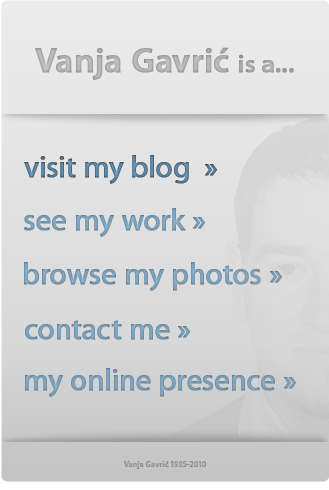 Vanja Gavrić is a...
visit my blog »
see my work »
browse my photos »
contact me »
my online presence »
Vanja Gavrić 1985-2010